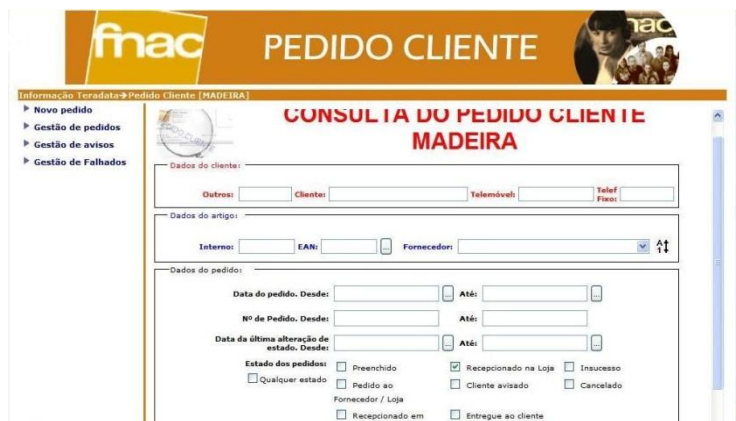 fnac
PEDIDO CLIENTE
nac
Informação Teradata→Pedido Cliente [MADEIRA]
Novo pedido
Gestão de pedidos
Gestão de avisos
Gestão de Falhados
PEDIDO CLIENTE
CONSULTA DO PEDIDO CLIENTE
MADEIRA
Dados do cliente:
Outros: Cliente: Telemóvel: Telef
Fixo:
Dados do artigo:
Interno: EAN: ... Fornecedor:
Dados do pedido:
Data do pedido. Desde: ... Até: ...
Nº de Pedido. Desde: Até:
Data da última alteração de
estado. Desde: ... Até: ...
Estado dos pedidos: Preenchido Recepcionado na Loja Insucesso
Qualquer estado Pedido ao Cliente avisado Cancelado
Fornecedor / Loja
Recepcionado em Entregue ao cliente